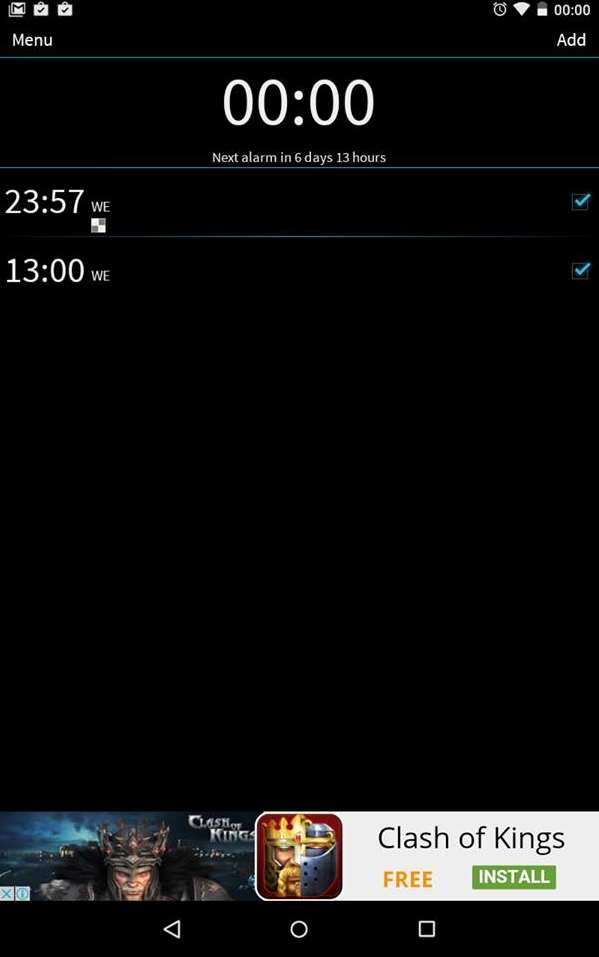 00:00
Menu
Add
00:00
Next alarm in 6 days 13 hours
23:57 WE
13:00 WE
CLASH OF
KINGS
Clash of Kings
FREE
INSTALL